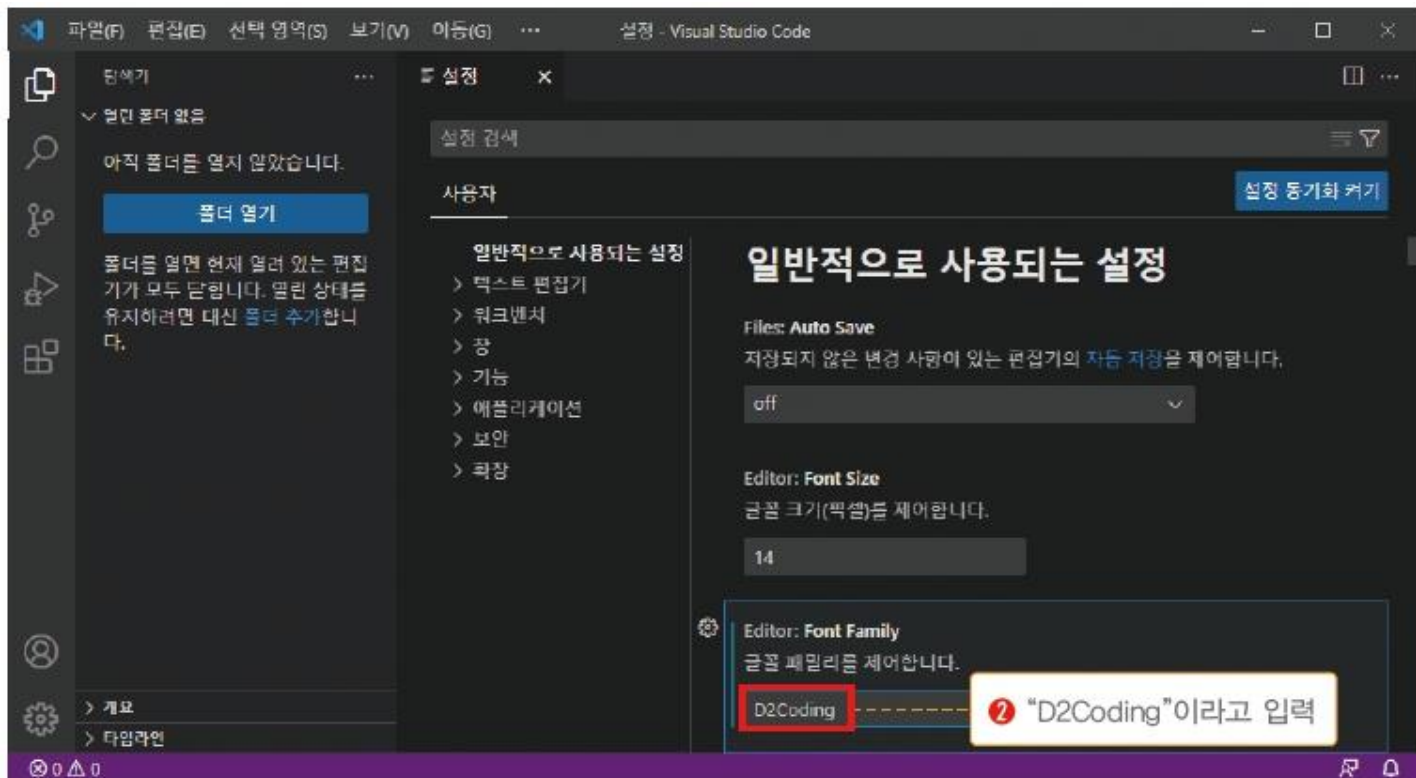 파일(F) 편집(E) 선택 영역(S) 보기(V) 이동(G) ··· 설정 - Visual Studio Code
탐색기 ···
설정
열린 폴더 없음
아직 폴더를 열지 않았습니다.
폴더 열기
폴더를 열면 현재 열려 있는 편집
기가 모두 닫힙니다. 열린 상태를
유지하려면 대신 폴더 추가합니
다.
개요
타임라인
설정 검색
사용자
설정 동기화 켜기
일반적으로 사용되는 설정
텍스트 편집기
워크벤치
창
기능
애플리케이션
보안
확장
일반적으로 사용되는 설정
Files: Auto Save
저장되지 않은 변경 사항이 있는 편집기의 자동 저장을 제어합니다.
off
Editor: Font Size
글꼴 크기(픽셀)를 제어합니다.
14
Editor: Font Family
글꼴 패밀리를 제어합니다.
D2Coding
❷ “D2Coding”이라고 입력
0 0